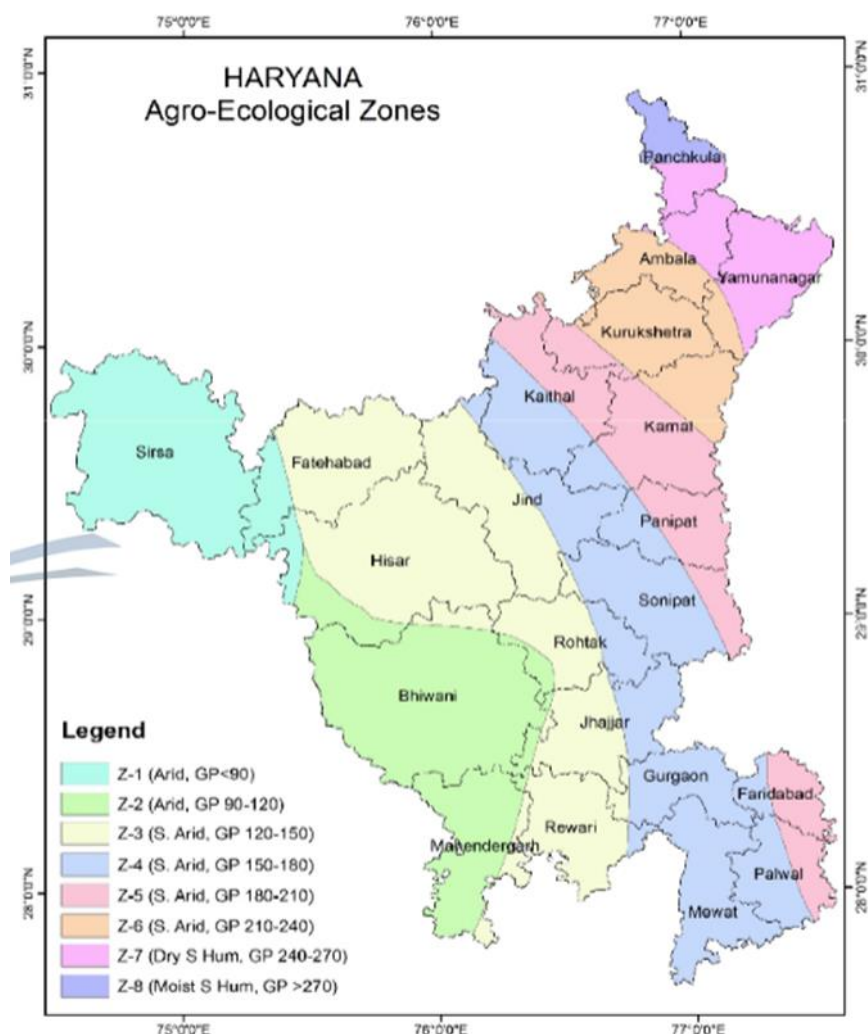 75°0'0"E 76°0'0"E 77°0'0"E
31°0'0"N
31°0'0"N
HARYANA
Agro-Ecological Zones
Panchkula
Ambala
Yamunanagar
Kurukshetra
30°0'0"N
30°0'0"N
Kaithal
Karnal
Sirsa
Fatehabad
Jind
Panipat
Hisar
Sonipat
29°0'0"N
29°0'0"N
Rohtak
Bhiwani
Jhajjar
Gurgaon
Faridabad
Rewari
Mahendergarh
Palwal
28°0'0"N
28°0'0"N
Mewat
Legend
Z-1 (Arid, GP<90)
Z-2 (Arid, GP 90-120)
Z-3 (S. Arid, GP 120-150)
Z-4 (S. Arid, GP 150-180)
Z-5 (S. Arid, GP 180-210)
Z-6 (S. Arid, GP 210-240)
Z-7 (Dry S Hum, GP 240-270)
Z-8 (Moist S Hum, GP >270)
75°0'0"E 76°0'0"E 77°0'0"E